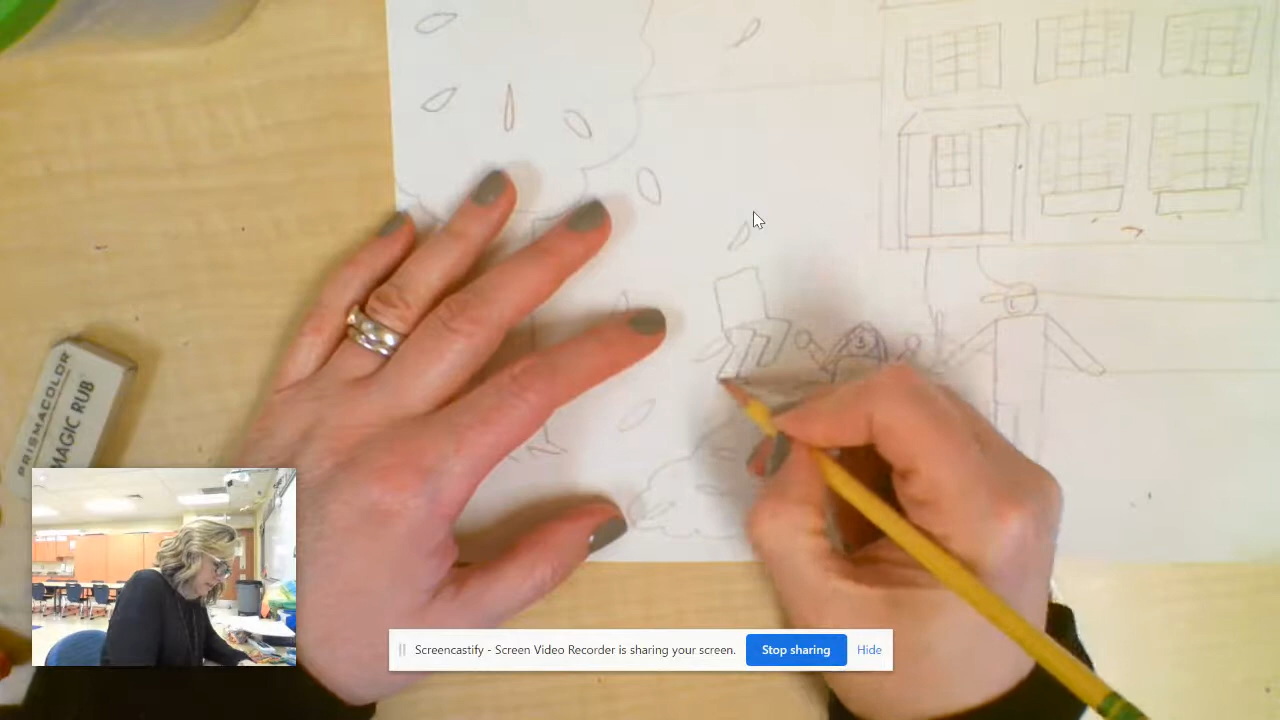 PRISMACOLOR
MAGIC RUB
Screencastify - Screen Video Recorder is sharing your screen.
Stop sharing
Hide